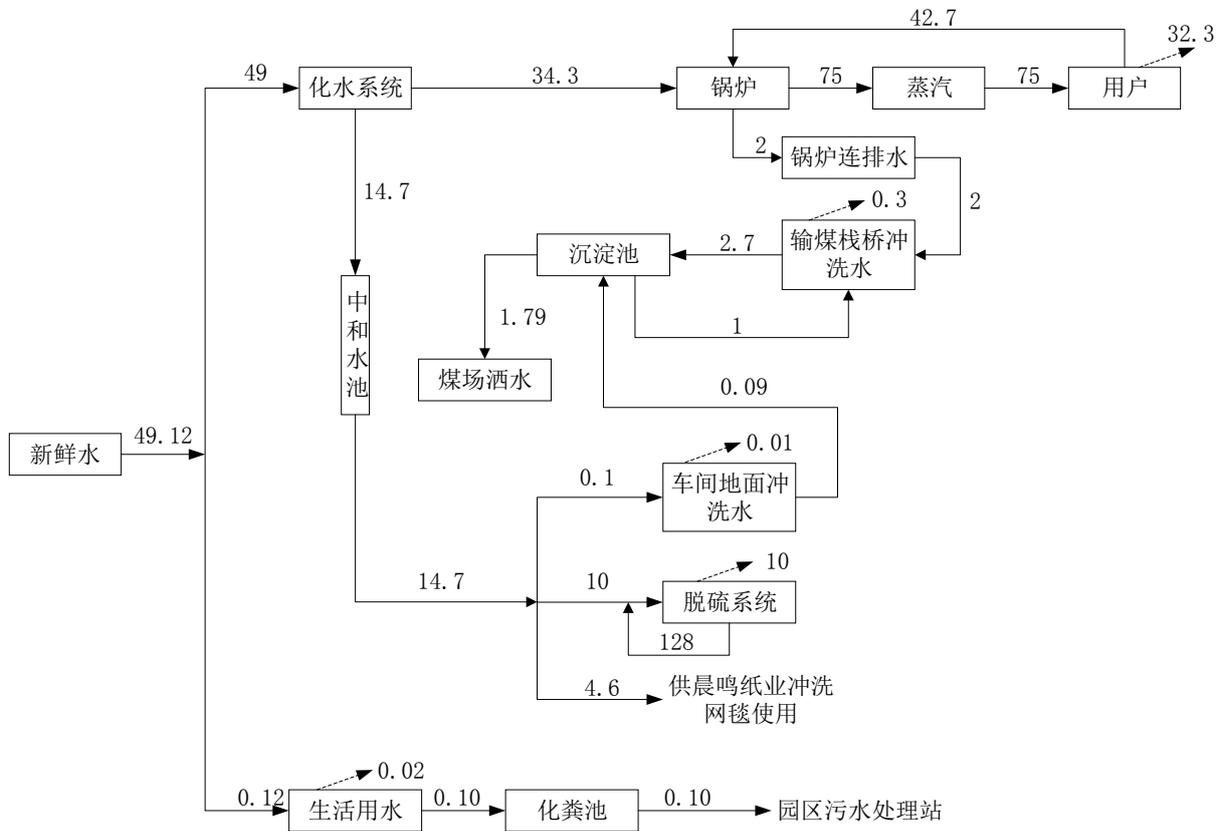 42.7
32.3
49
化水系统
34.3
锅炉
75
蒸汽
75
用户
2
锅炉连排水
14.7
0.3
2
沉淀池
2.7
输煤栈桥冲
洗水
中
和
水
池
1.79
1
煤场洒水
0.09
新鲜水
49.12
0.01
0.1
车间地面冲
洗水
14.7
10
10
脱硫系统
128
4.6
供晨鸣纸业冲洗
网毯使用
0.02
0.12
生活用水
0.10
化粪池
0.10
园区污水处理站